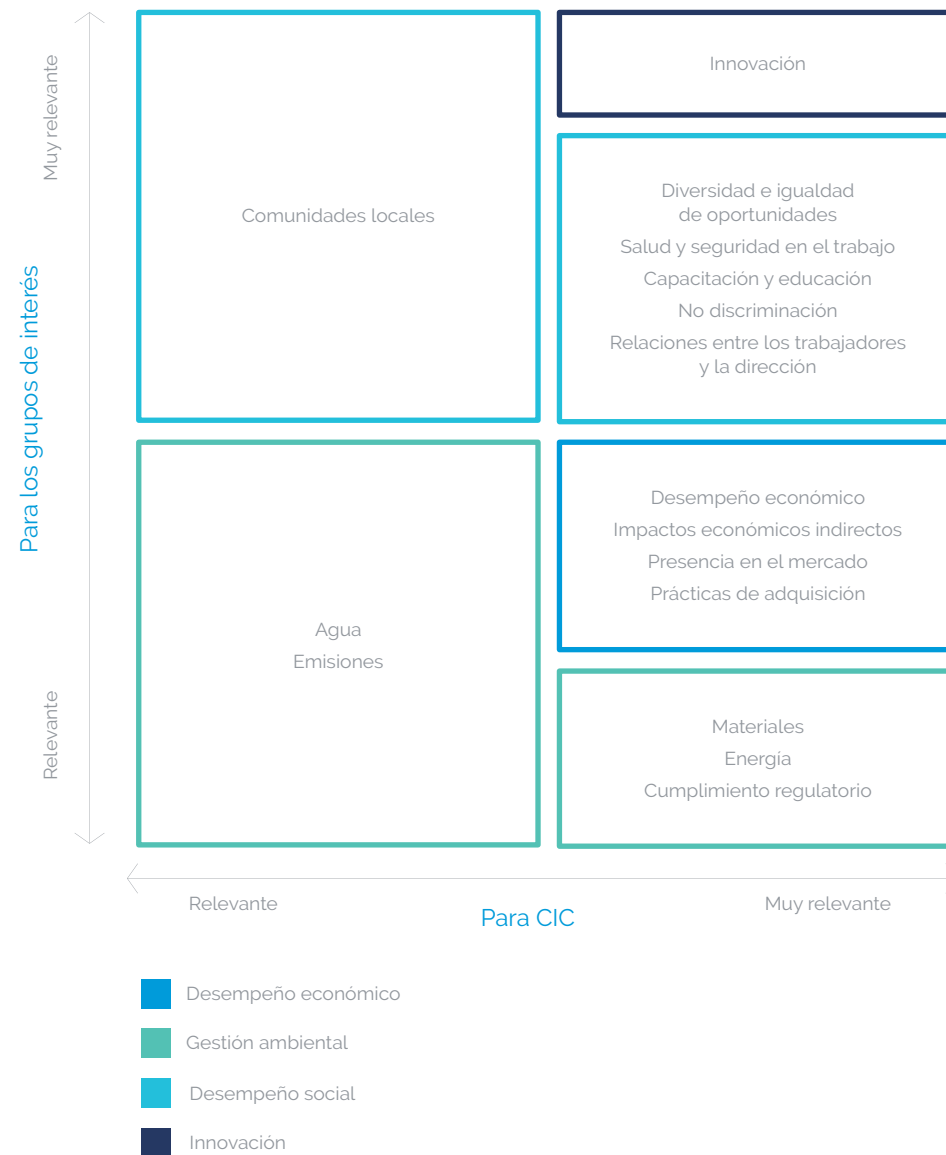 Para los grupos de interés
Muy relevante
Relevante
Comunidades locales
Innovación
Diversidad e igualdad
de oportunidades
Salud y seguridad en el trabajo
Capacitación y educación
No discriminación
Relaciones entre los trabajadores
y la dirección
Agua
Emisiones
Desempeño económico
Impactos económicos indirectos
Presencia en el mercado
Prácticas de adquisición
Materiales
Energía
Cumplimiento regulatorio
Relevante
Para CIC
Muy relevante
Desempeño económico
Gestión ambiental
Desempeño social
Innovación